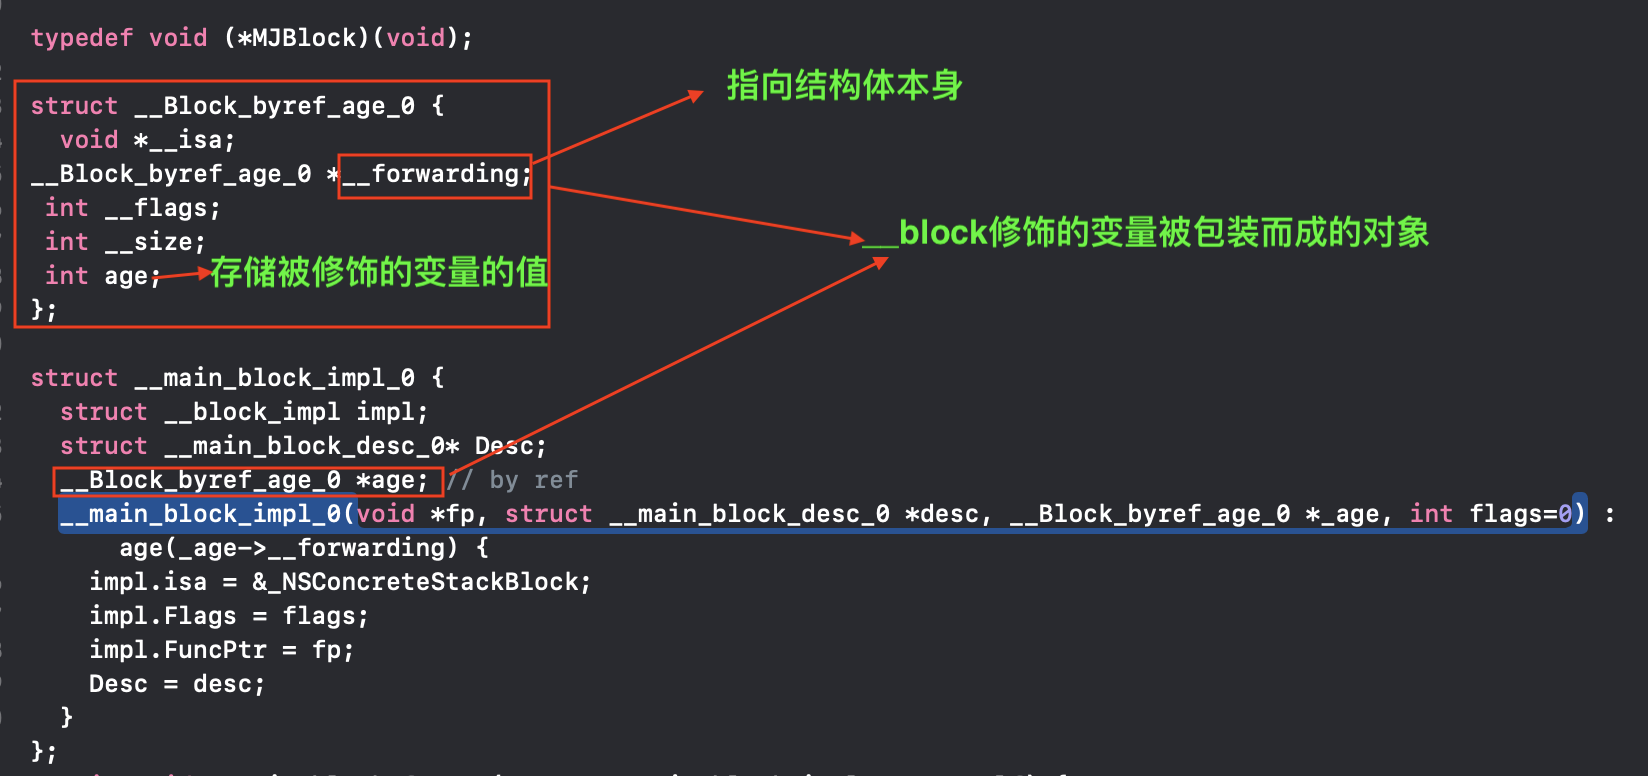 typedef void (*MJBlock)(void);
指向结构体本身
struct __Block_byref_age_0 {
void *__isa;
__Block_byref_age_0 *__forwarding;
int __flags;
__block修饰的变量被包装而成的对象
int __size;
int age;
存储被修饰的变量的值
};
struct __main_block_impl_0 {
struct __block_impl impl;
struct __main_block_desc_0* Desc;
__Block_byref_age_0 *age; // by ref
__main_block_impl_0(void *fp, struct __main_block_desc_0 *desc, __Block_byref_age_0 *_age, int flags=0) :
age(_age->__forwarding) {
impl.isa = &_NSConcreteStackBlock;
impl.Flags = flags;
impl.FuncPtr = fp;
Desc = desc;
}
};